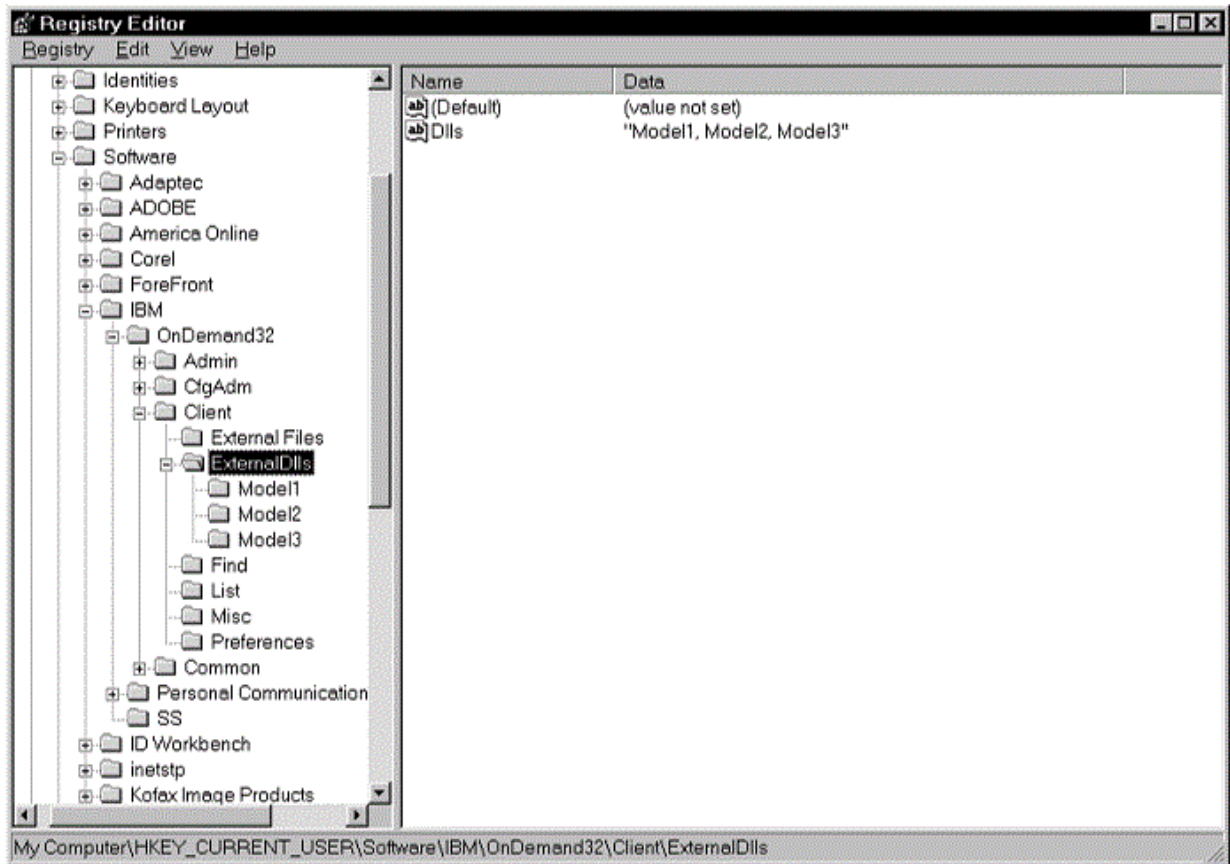 Registry Editor
Registry Edit View Help
Identities
Keyboard Layout
Printers
Software
Adaptec
ADOBE
America Online
Corel
ForeFront
IBM
OnDemand32
Admin
CfgAdm
Client
External Files
ExternalDlls
Model1
Model2
Model3
Find
List
Misc
Preferences
Common
Personal Communication
SS
ID Workbench
inetstp
Kofax Image Products
Name Data
ab (Default) (value not set)
ab Dlls "Model1, Model2, Model3"
My Computer\HKEY_CURRENT_USER\Software\IBM\OnDemand32\Client\ExternalDlls